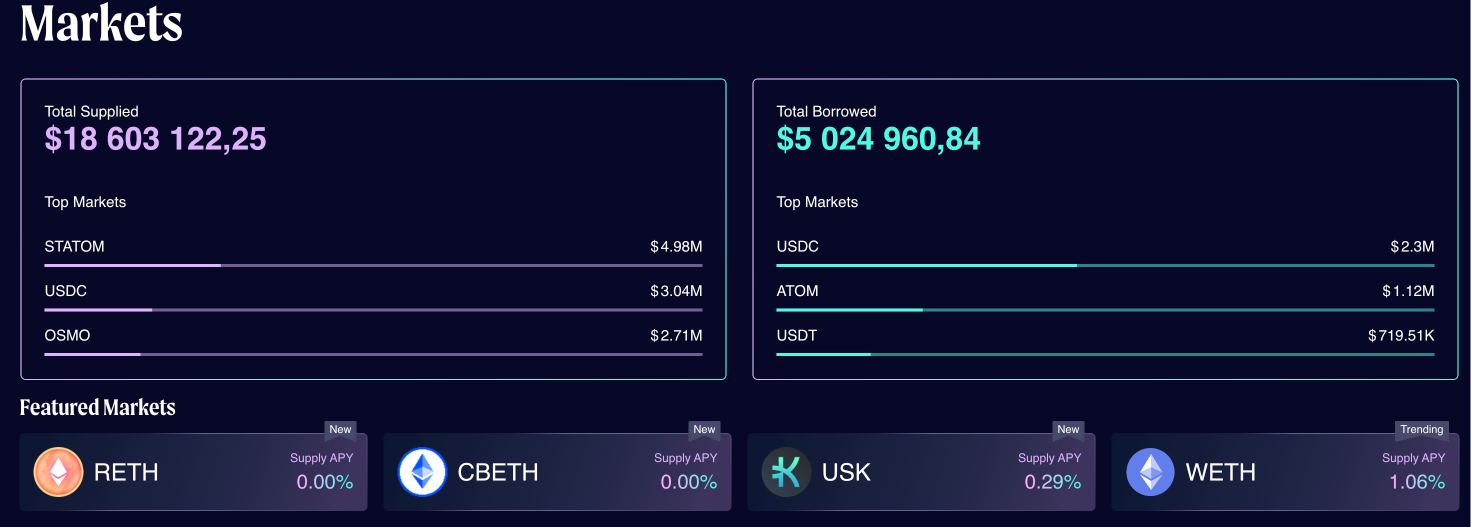 Markets
Total Supplied
$18 603 122,25
Top Markets
STATOM $4.98M
USDC $3.04M
OSMO $2.71M
Total Borrowed
$5 024 960,84
Top Markets
USDC $2.3M
ATOM $1.12M
USDT $719.51K
Featured Markets
New
RETH
Supply APY
0.00%
New
CBETH
Supply APY
0.00%
New
USK
Supply APY
0.29%
Trending
WETH
Supply APY
1.06%